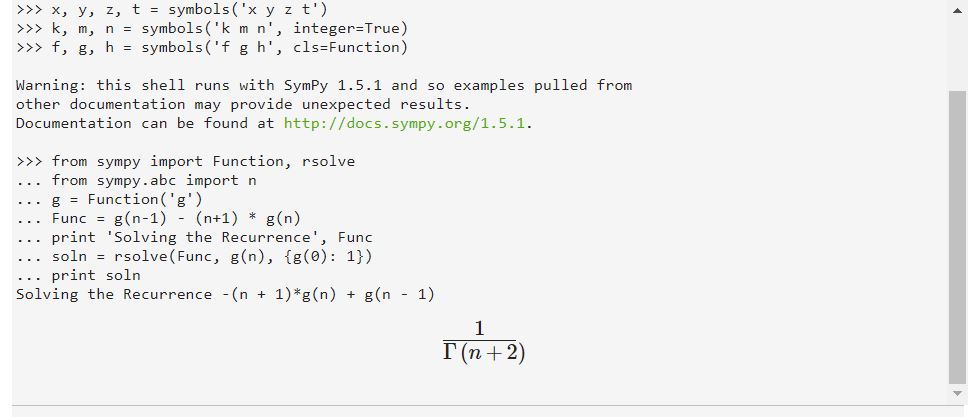 >>> x, y, z, t = symbols('x y z t')
>>> k, m, n = symbols('k m n', integer=True)
>>> f, g, h = symbols('f g h', cls=Function)
Warning: this shell runs with SymPy 1.5.1 and so examples pulled from
other documentation may provide unexpected results.
Documentation can be found at http://docs.sympy.org/1.5.1.
>>> from sympy import Function, rsolve
... from sympy.abc import n
... g = Function('g')
... Func = g(n-1) - (n+1) * g(n)
... print 'Solving the Recurrence', Func
... soln = rsolve(Func, g(n), {g(0): 1})
... print soln
Solving the Recurrence -(n + 1)*g(n) + g(n - 1)
1
Γ(n + 2)